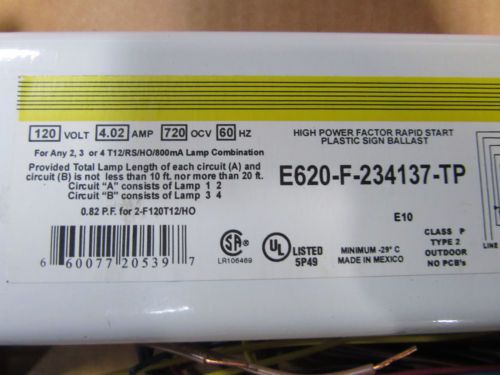 120 VOLT 4.02 AMP 720 OCV 60 HZ
For Any 2, 3 or 4 T12/RS/HO/800mA Lamp Combination
Provided Total Lamp Length of each circuit (A) and
circuit (B) is not less than 10 ft. nor more than 20 ft.
Circuit "A" consists of Lamp 1 2
Circuit "B" consists of Lamp 3 4
0.82 P.F. for 2-F120T12/HO
6 60077 20539 7
HIGH POWER FACTOR RAPID START
PLASTIC SIGN BALLAST
E620-F-234137-TP
E10
SA
LR106469
UL LISTED
5P49
MINIMUM -29° C
MADE IN MEXICO
CLASS P
TYPE 2
OUTDOOR
NO PCB's
LINE